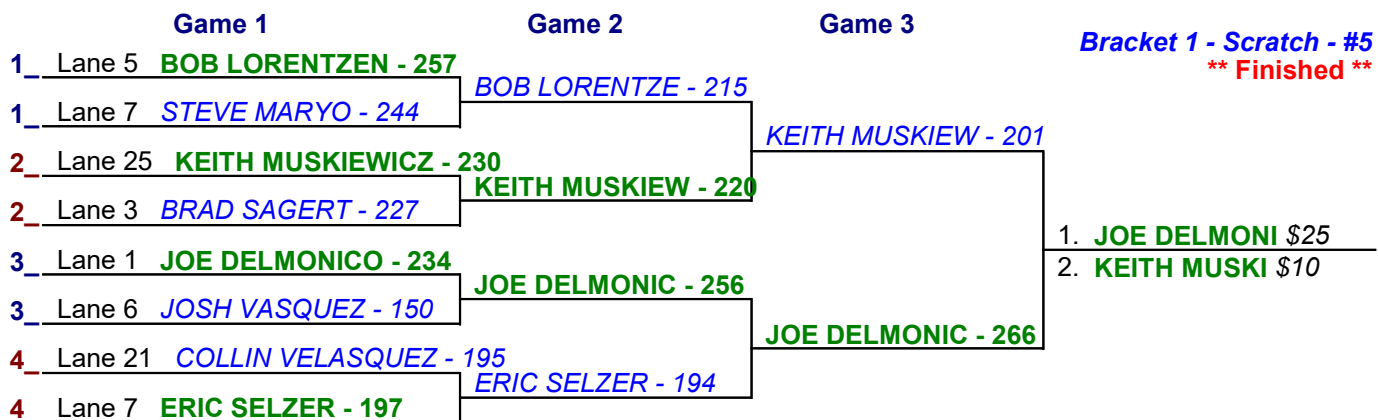 Game 1 Game 2 Game 3
Bracket 1 - Scratch - #5
** Finished **
1_ Lane 5 BOB LORENTZEN - 257
BOB LORENTZE - 215
1_ Lane 7 STEVE MARYO - 244
KEITH MUSKIEW - 201
2_ Lane 25 KEITH MUSKIEWICZ - 230
KEITH MUSKIEW - 220
2_ Lane 3 BRAD SAGERT - 227
1. JOE DELMONI $25
3_ Lane 1 JOE DELMONICO - 234
2. KEITH MUSKI $10
JOE DELMONIC - 256
3_ Lane 6 JOSH VASQUEZ - 150
JOE DELMONIC - 266
4_ Lane 21 COLLIN VELASQUEZ - 195
ERIC SELZER - 194
4 Lane 7 ERIC SELZER - 197